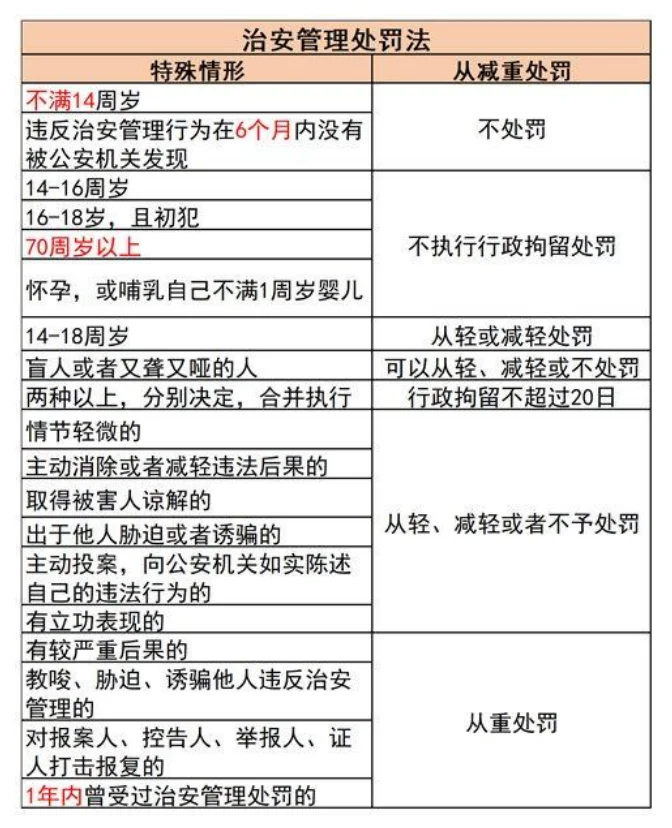 治安管理处罚法
特殊情形
从减重处罚
不满14周岁
违反治安管理行为在6个月内没有
被公安机关发现
不处罚
14-16周岁
16-18岁，且初犯
70周岁以上
怀孕，或哺乳自己不满1周岁婴儿
不执行行政拘留处罚
14-18周岁
从轻或减轻处罚
盲人或者又聋又哑的人
可以从轻、减轻或不处罚
两种以上，分别决定，合并执行
行政拘留不超过20日
情节轻微的
主动消除或者减轻违法后果的
取得被害人谅解的
出于他人胁迫或者诱骗的
主动投案，向公安机关如实陈述
自己的违法行为的
有立功表现的
从轻、减轻或者不予处罚
有较严重后果的
教唆、胁迫、诱骗他人违反治安
管理的
对报案人、控告人、举报人、证
人打击报复的
1年内曾受过治安管理处罚的
从重处罚